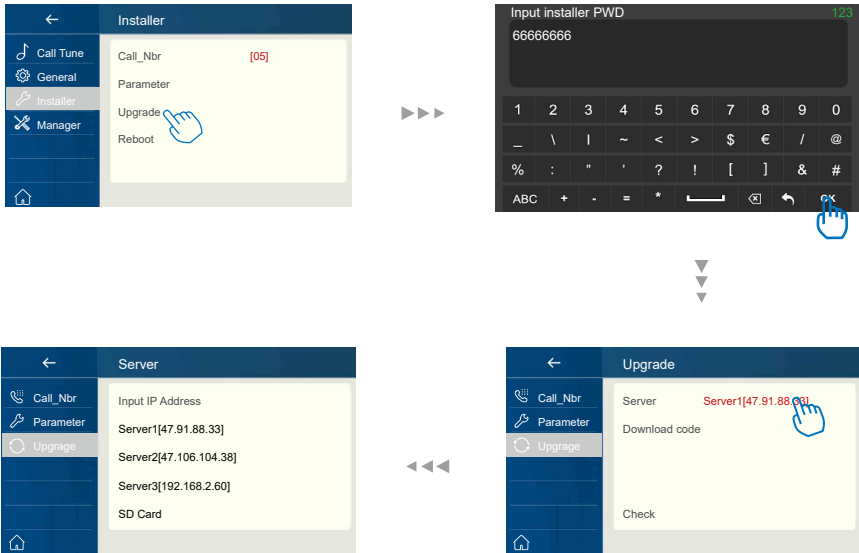 Installer
Call Tune
General
Installer
Manager
Call_Nbr [05]
Parameter
Upgrade
Reboot
Input installer PWD 123
66666666
1 2 3 4 5 6 7 8 9 0
_ \ | ~ < > $ € / @
% : " ' ? ! [ ] & #
ABC + - = * OK
Server
Call_Nbr
Parameter
Upgrage
Input IP Address
Server1[47.91.88.33]
Server2[47.106.104.38]
Server3[192.168.2.60]
SD Card
Upgrade
Call_Nbr
Parameter
Upgrage
Server Server1[47.91.88.33]
Download code
Check